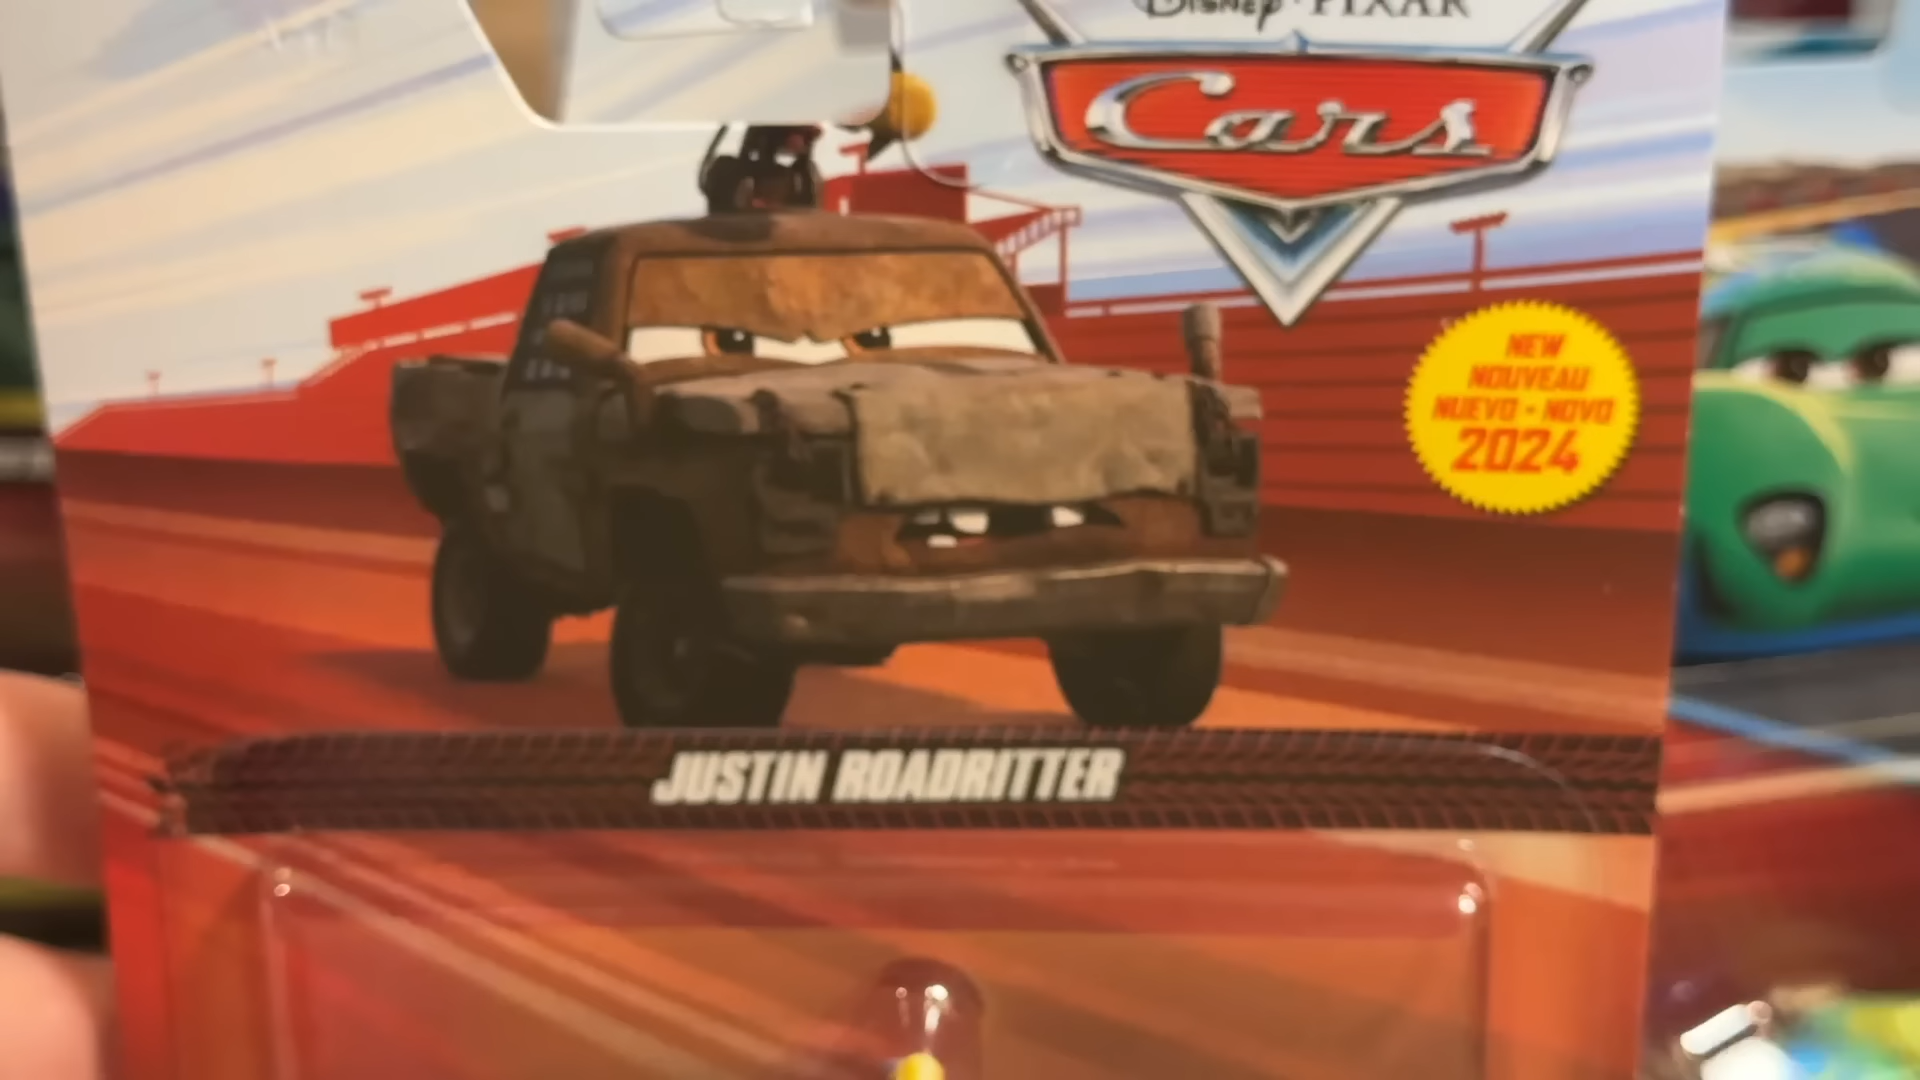 DISNEY · PIXAR
Cars
NEW
NOUVEAU
NUEVO · NOVO
2024
JUSTIN ROADRITTER